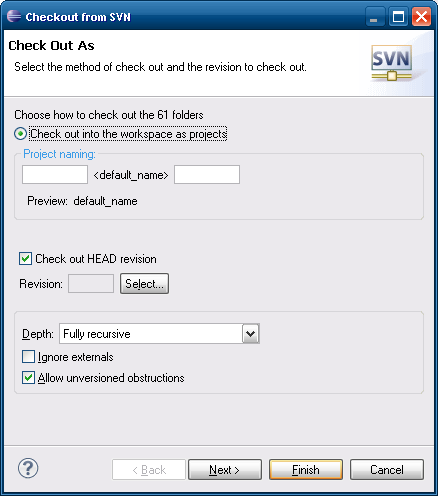 Checkout from SVN
Check Out As
Select the method of check out and the revision to check out.
SVN
Choose how to check out the 61 folders
Check out into the workspace as projects
Project naming:
<default_name>
Preview: default_name
Check out HEAD revision
Revision: Select...
Depth: Fully recursive
Ignore externals
Allow unversioned obstructions
? < Back Next > Finish Cancel